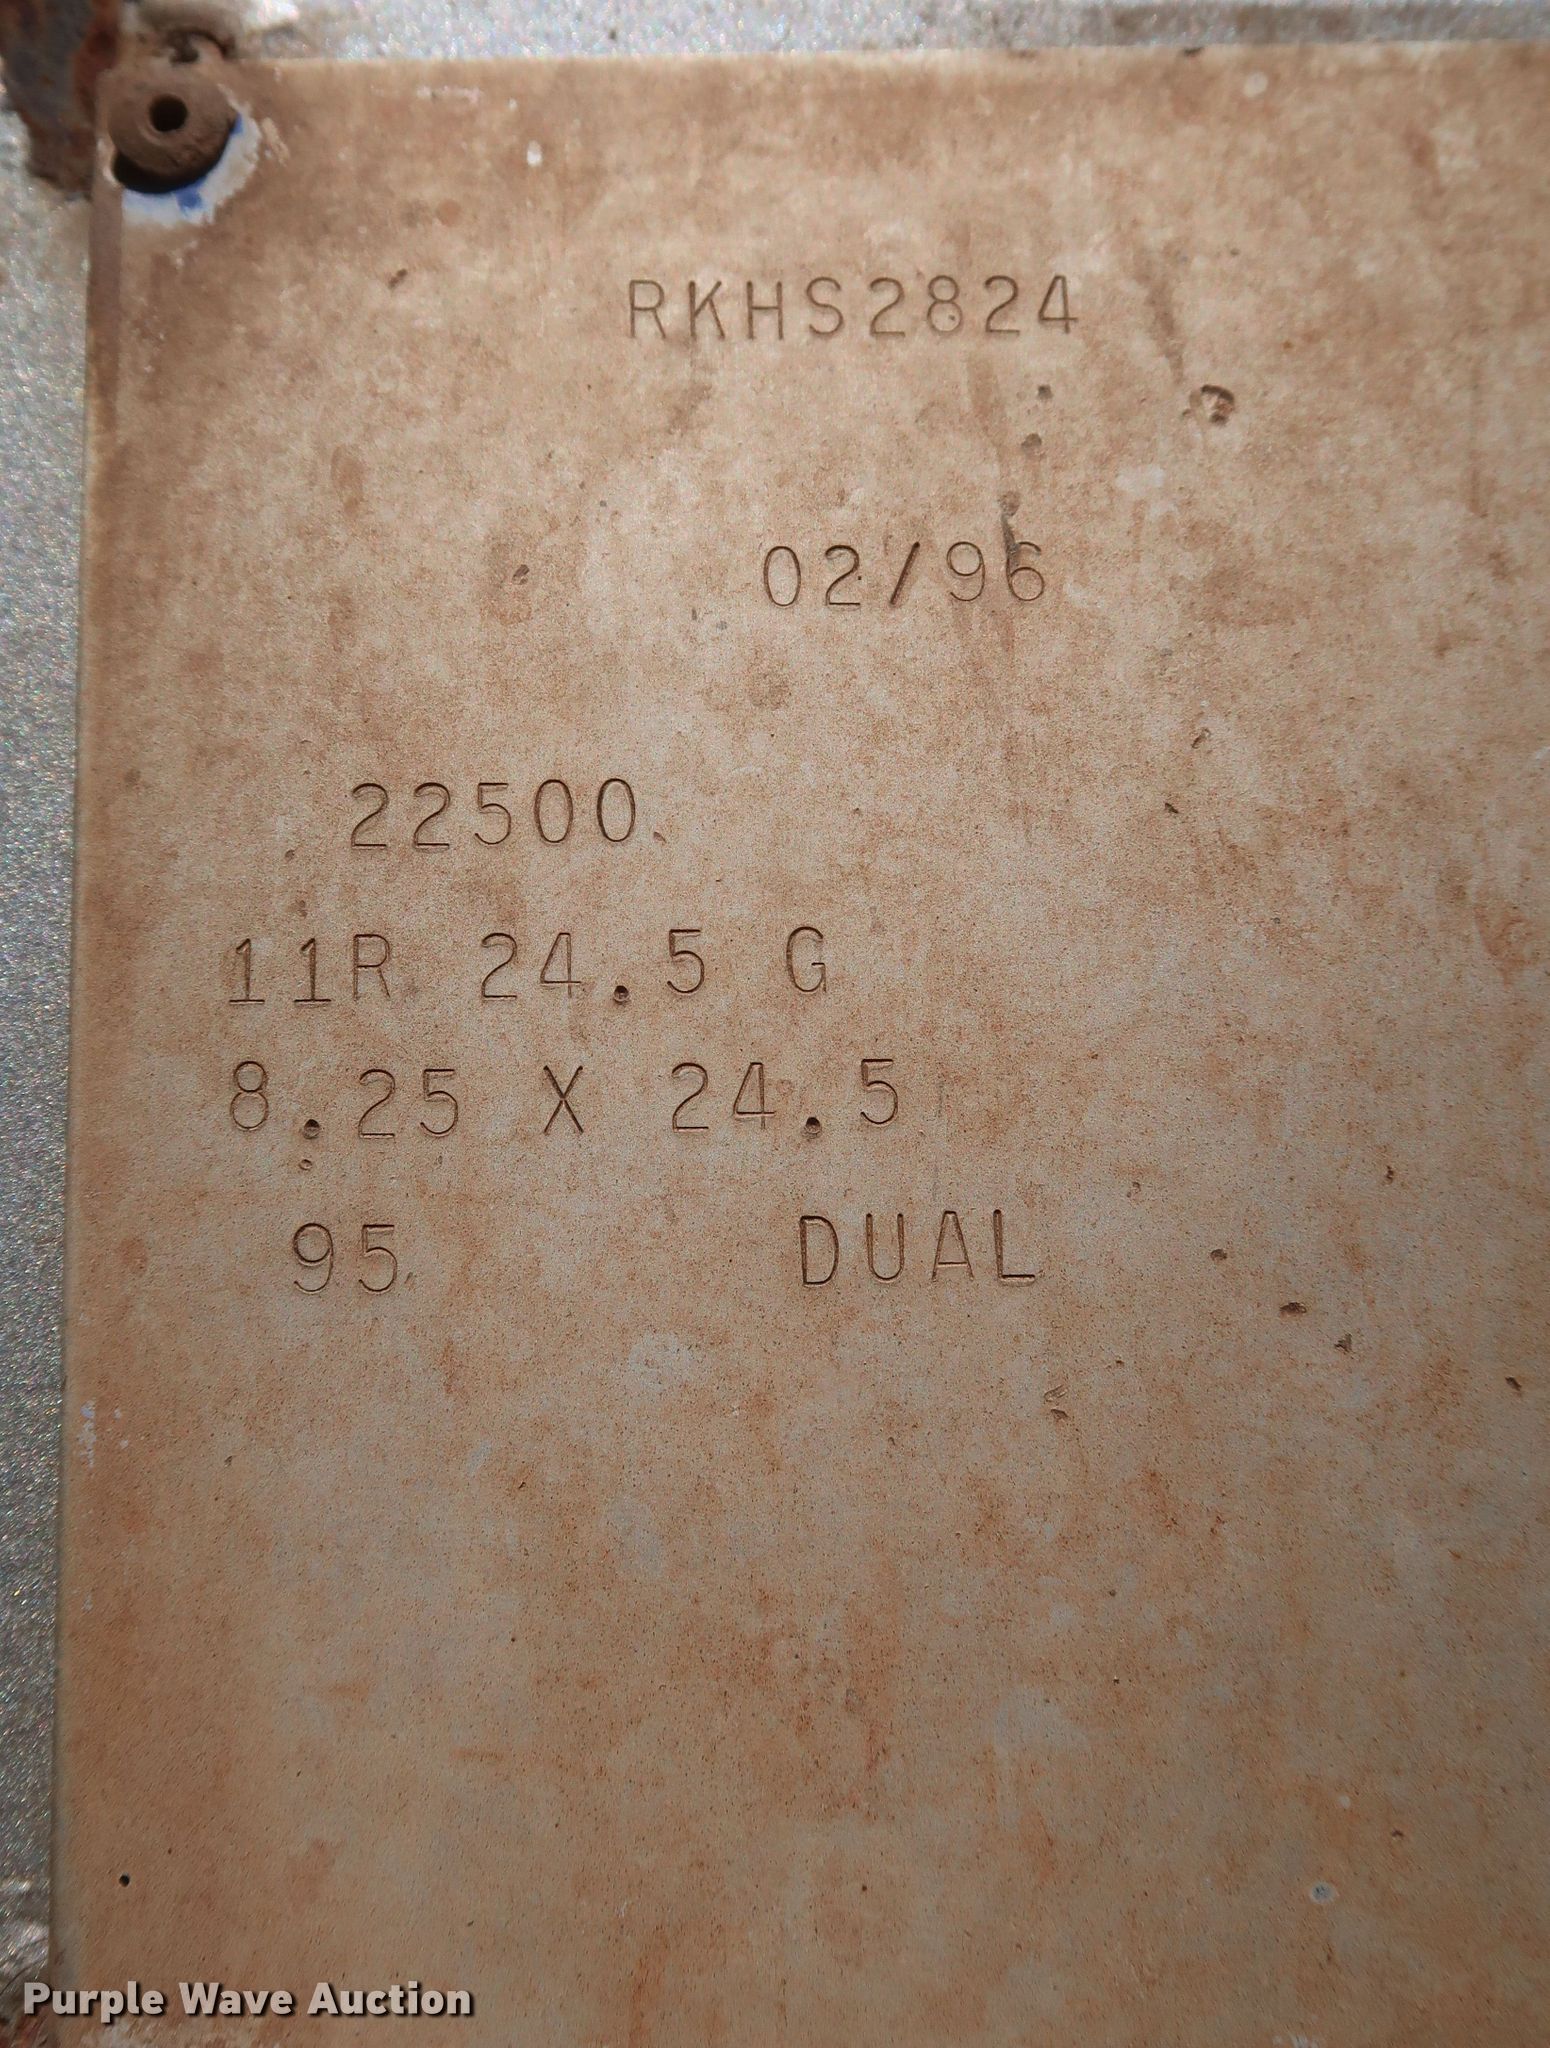 RKHS2824
02/96
22500
11R 24.5 G
8.25 X 24.5
95 DUAL
Purple Wave Auction